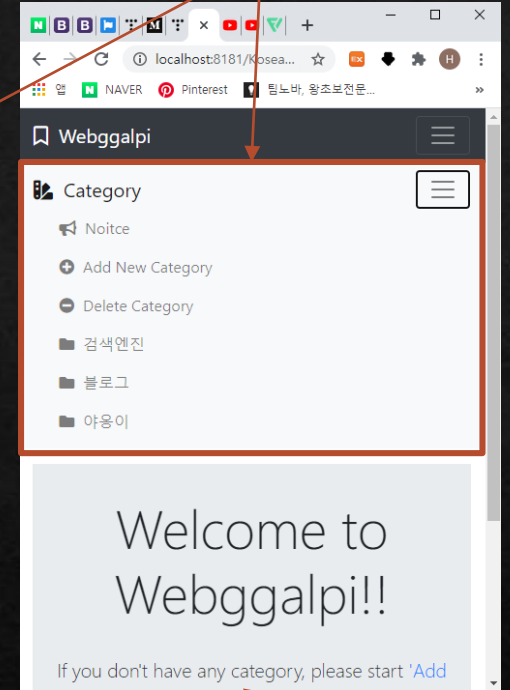 localhost:8181/Kosea...
앱 NAVER Pinterest 팀노바, 왕초보전문... »
Webggalpi
Category
Noitce
Add New Category
Delete Category
검색엔진
블로그
야옹이
Welcome to
Webggalpi!!
If you don't have any category, please start 'Add